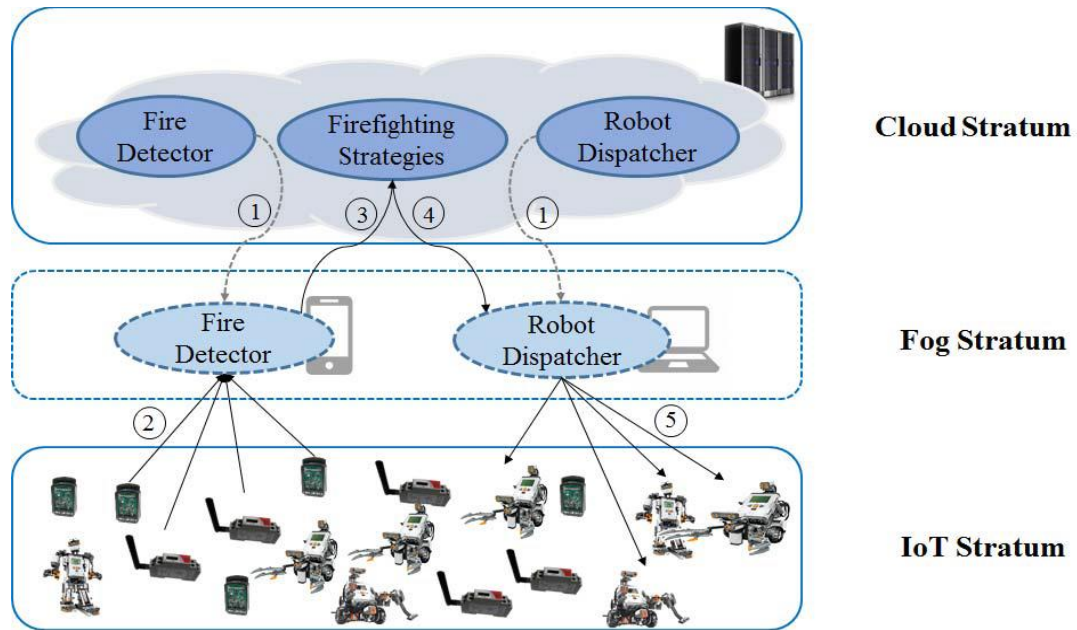 Fire
Detector
Firefighting
Strategies
Robot
Dispatcher
Cloud Stratum
1
3
4
1
Fire
Detector
Robot
Dispatcher
Fog Stratum
2
5
IoT Stratum